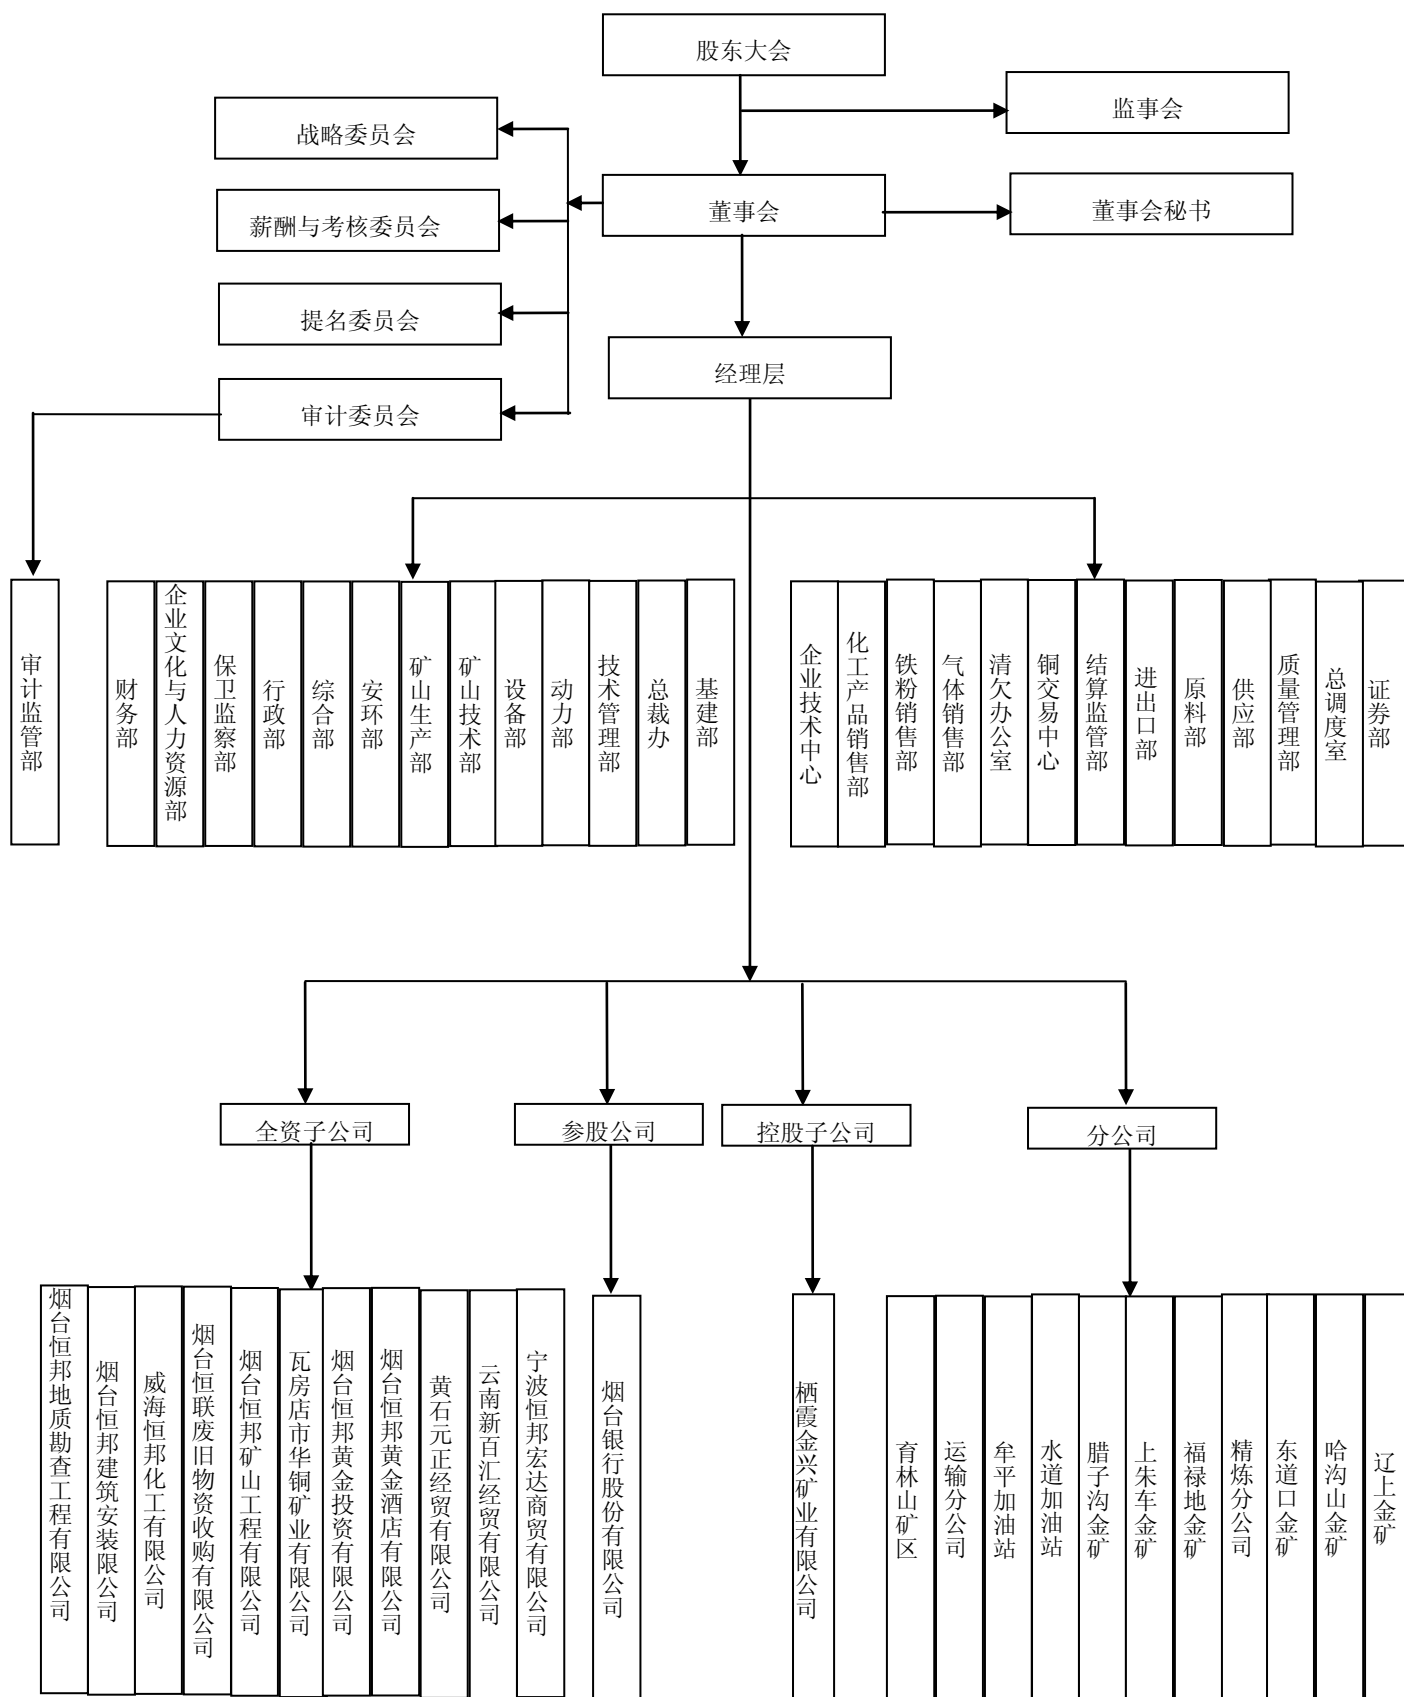 股东大会
监事会
战略委员会
董事会
董事会秘书
薪酬与考核委员会
提名委员会
经理层
审计委员会
审计监管部
财务部
企业文化与人力资源部
保卫监察部
行政部
综合部
安环部
矿山生产部
矿山技术部
设备部
动力部
技术管理部
总裁办
基建部
企业技术中心
化工产品销售部
铁粉销售部
气体销售部
清欠办公室
铜交易中心
结算监管部
进出口部
原料部
供应部
质量管理部
总调度室
证券部
全资子公司
参股公司
控股子公司
分公司
烟台恒邦地质勘查工程有限公司
烟台恒邦建筑安装限公司
威海恒邦化工有限公司
烟台恒联废旧物资收购有限公司
烟台恒邦矿山工程有限公司
瓦房店市华铜矿业有限公司
烟台恒邦黄金投资有限公司
烟台恒邦黄金酒店有限公司
黄石元正经贸有限公司
云南新百汇经贸有限公司
宁波恒邦宏达商贸有限公司
烟台银行股份有限公司
栖霞金兴矿业有限公司
育林山矿区
运输分公司
牟平加油站
水道加油站
腊子沟金矿
上朱车金矿
福禄地金矿
精炼分公司
东道口金矿
哈沟山金矿
辽上金矿